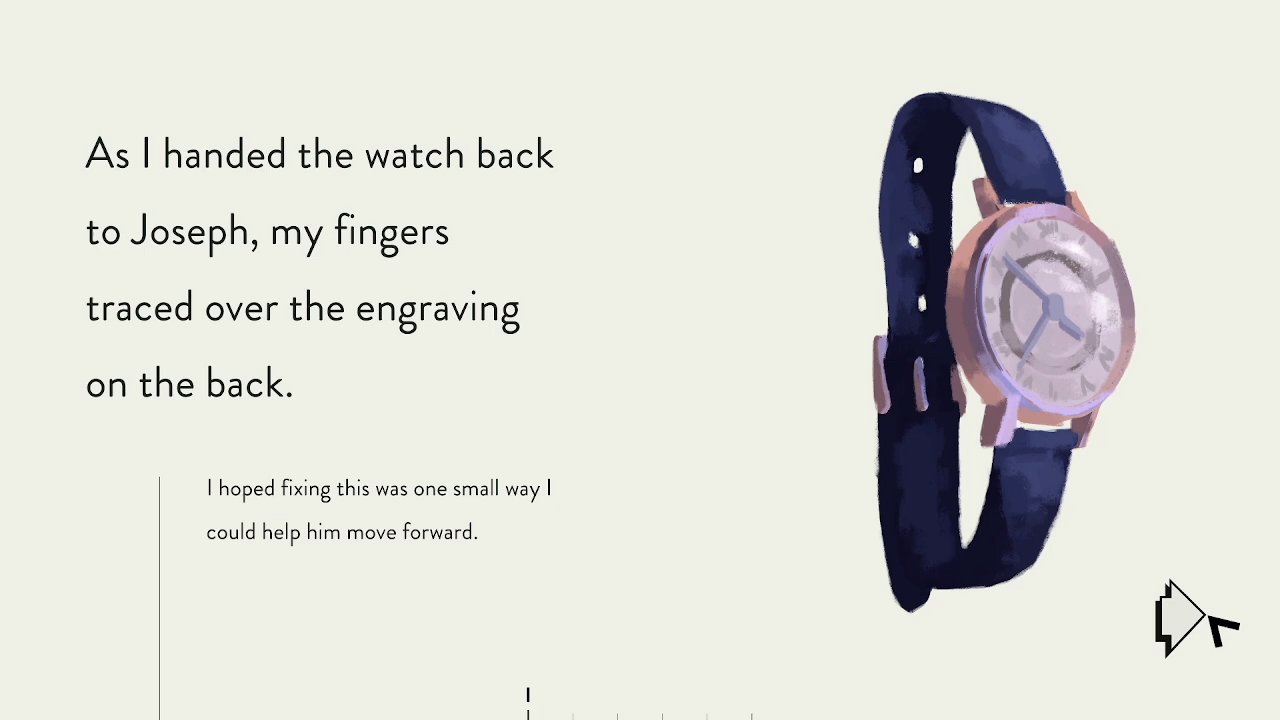 As I handed the watch back
to Joseph, my fingers
traced over the engraving
on the back.
I hoped fixing this was one small way I
could help him move forward.